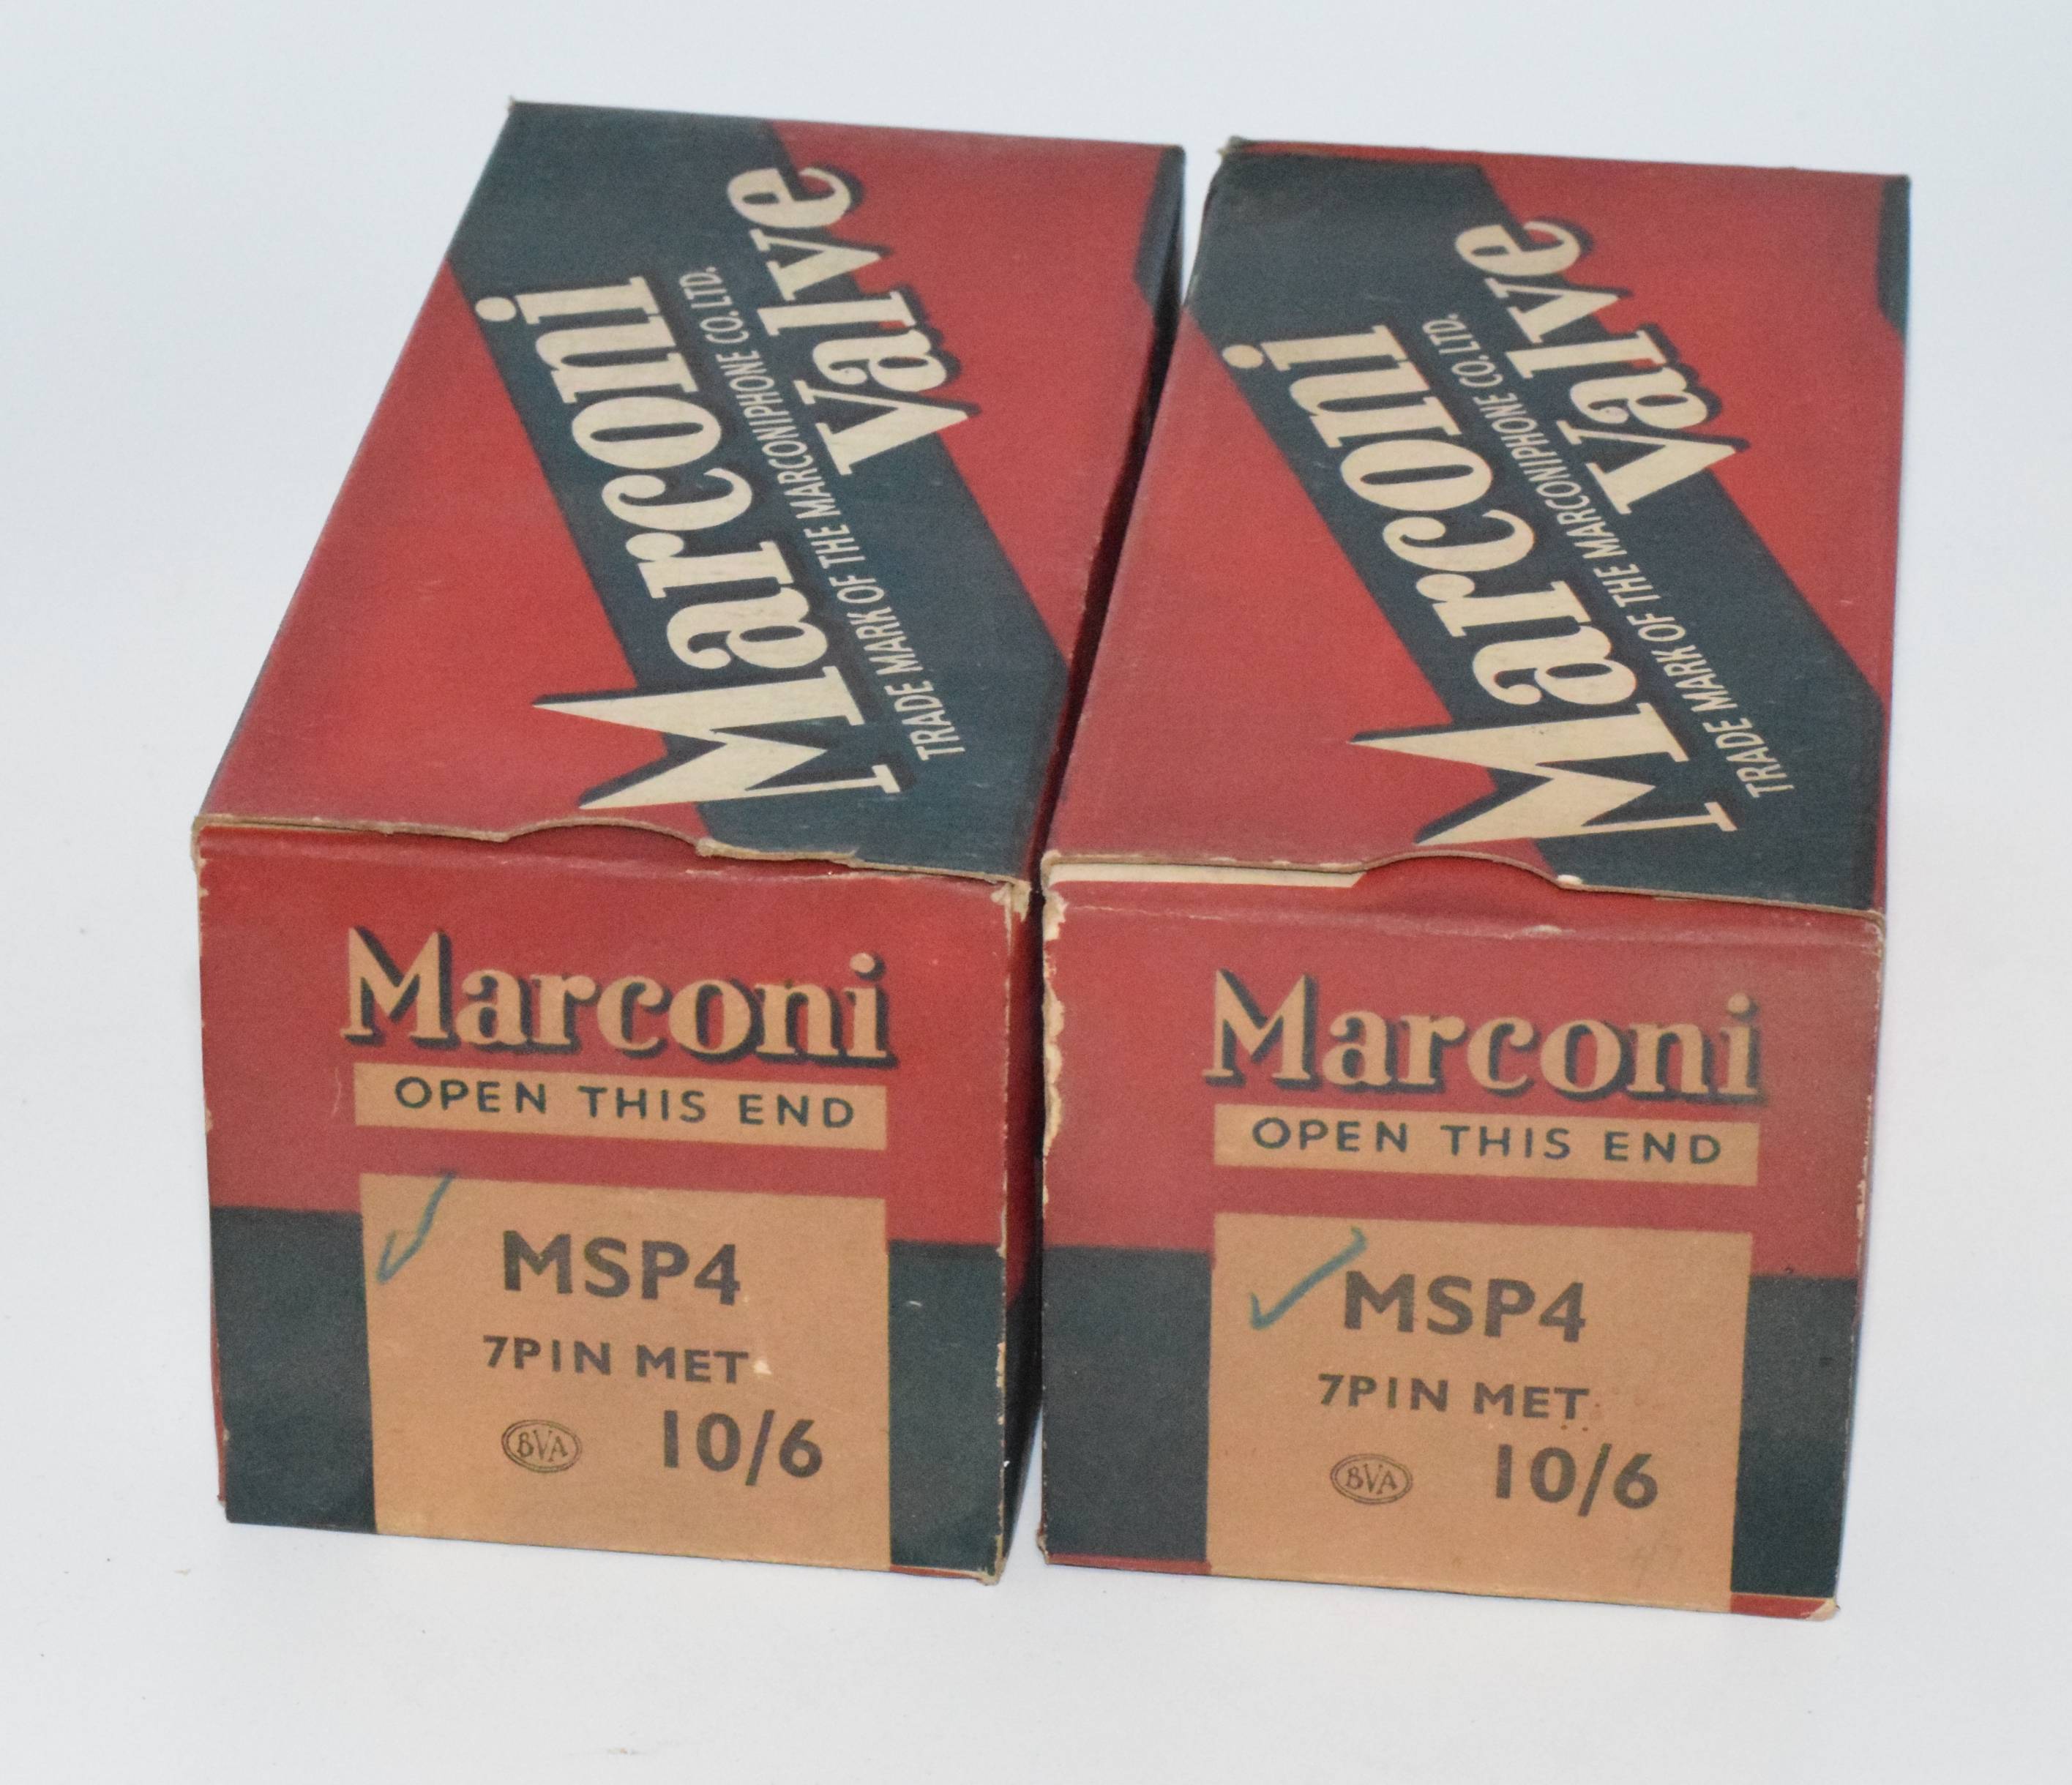 Marconi
TRADE MARK OF THE MARCONIPHONE CO. LTD.
Valve
Marconi
OPEN THIS END
MSP4
7PIN MET
BVA 10/6
Marconi
TRADE MARK OF THE MARCONIPHONE CO. LTD.
Valve
Marconi
OPEN THIS END
MSP4
7PIN MET
BVA 10/6